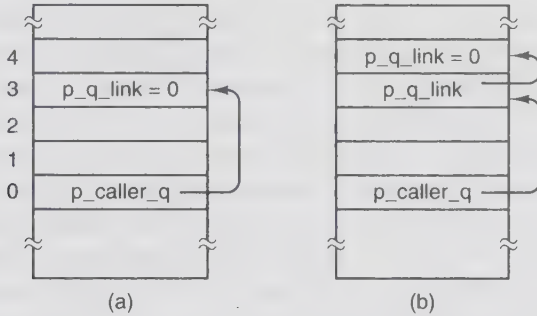 4
3
2
1
0
p_q_link = 0
p_caller_q
(a)
p_q_link = 0
p_q_link
p_caller_q
(b)